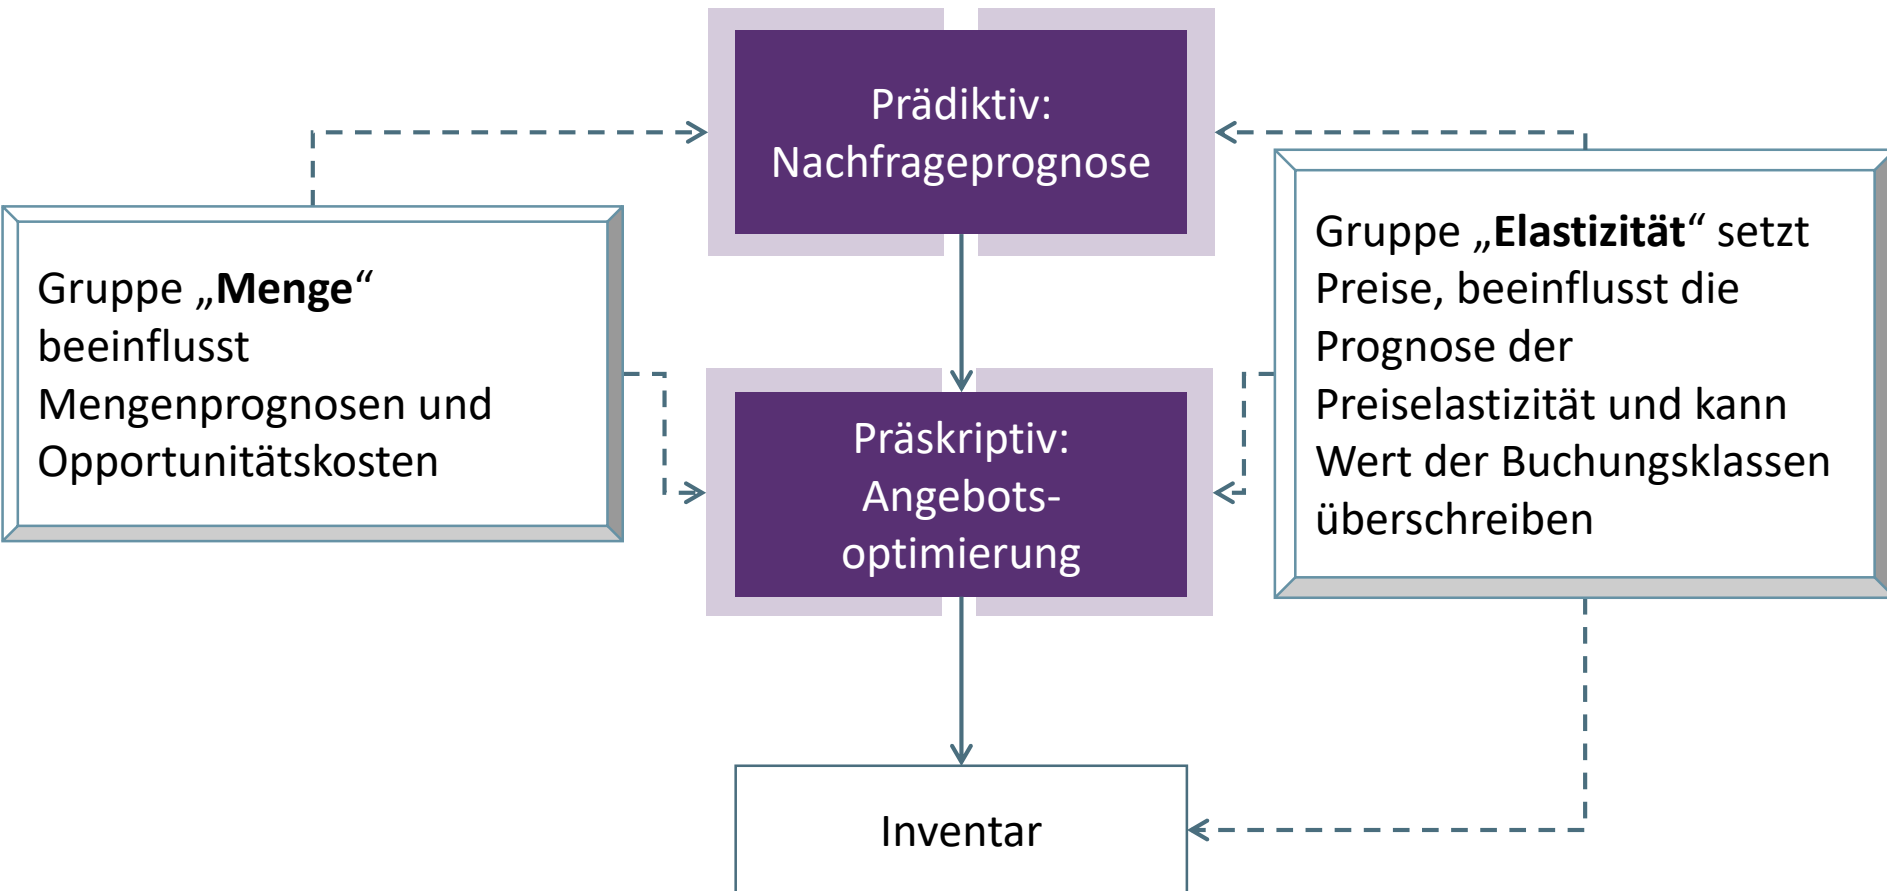 Prädiktiv:
Nachfrageprognose
Gruppe „Menge“
beeinflusst
Mengenprognosen und
Opportunitätskosten
Gruppe „Elastizität“ setzt
Preise, beeinflusst die
Prognose der
Preiselastizität und kann
Wert der Buchungsklassen
überschreiben
Präskriptiv:
Angebots-
optimierung
Inventar